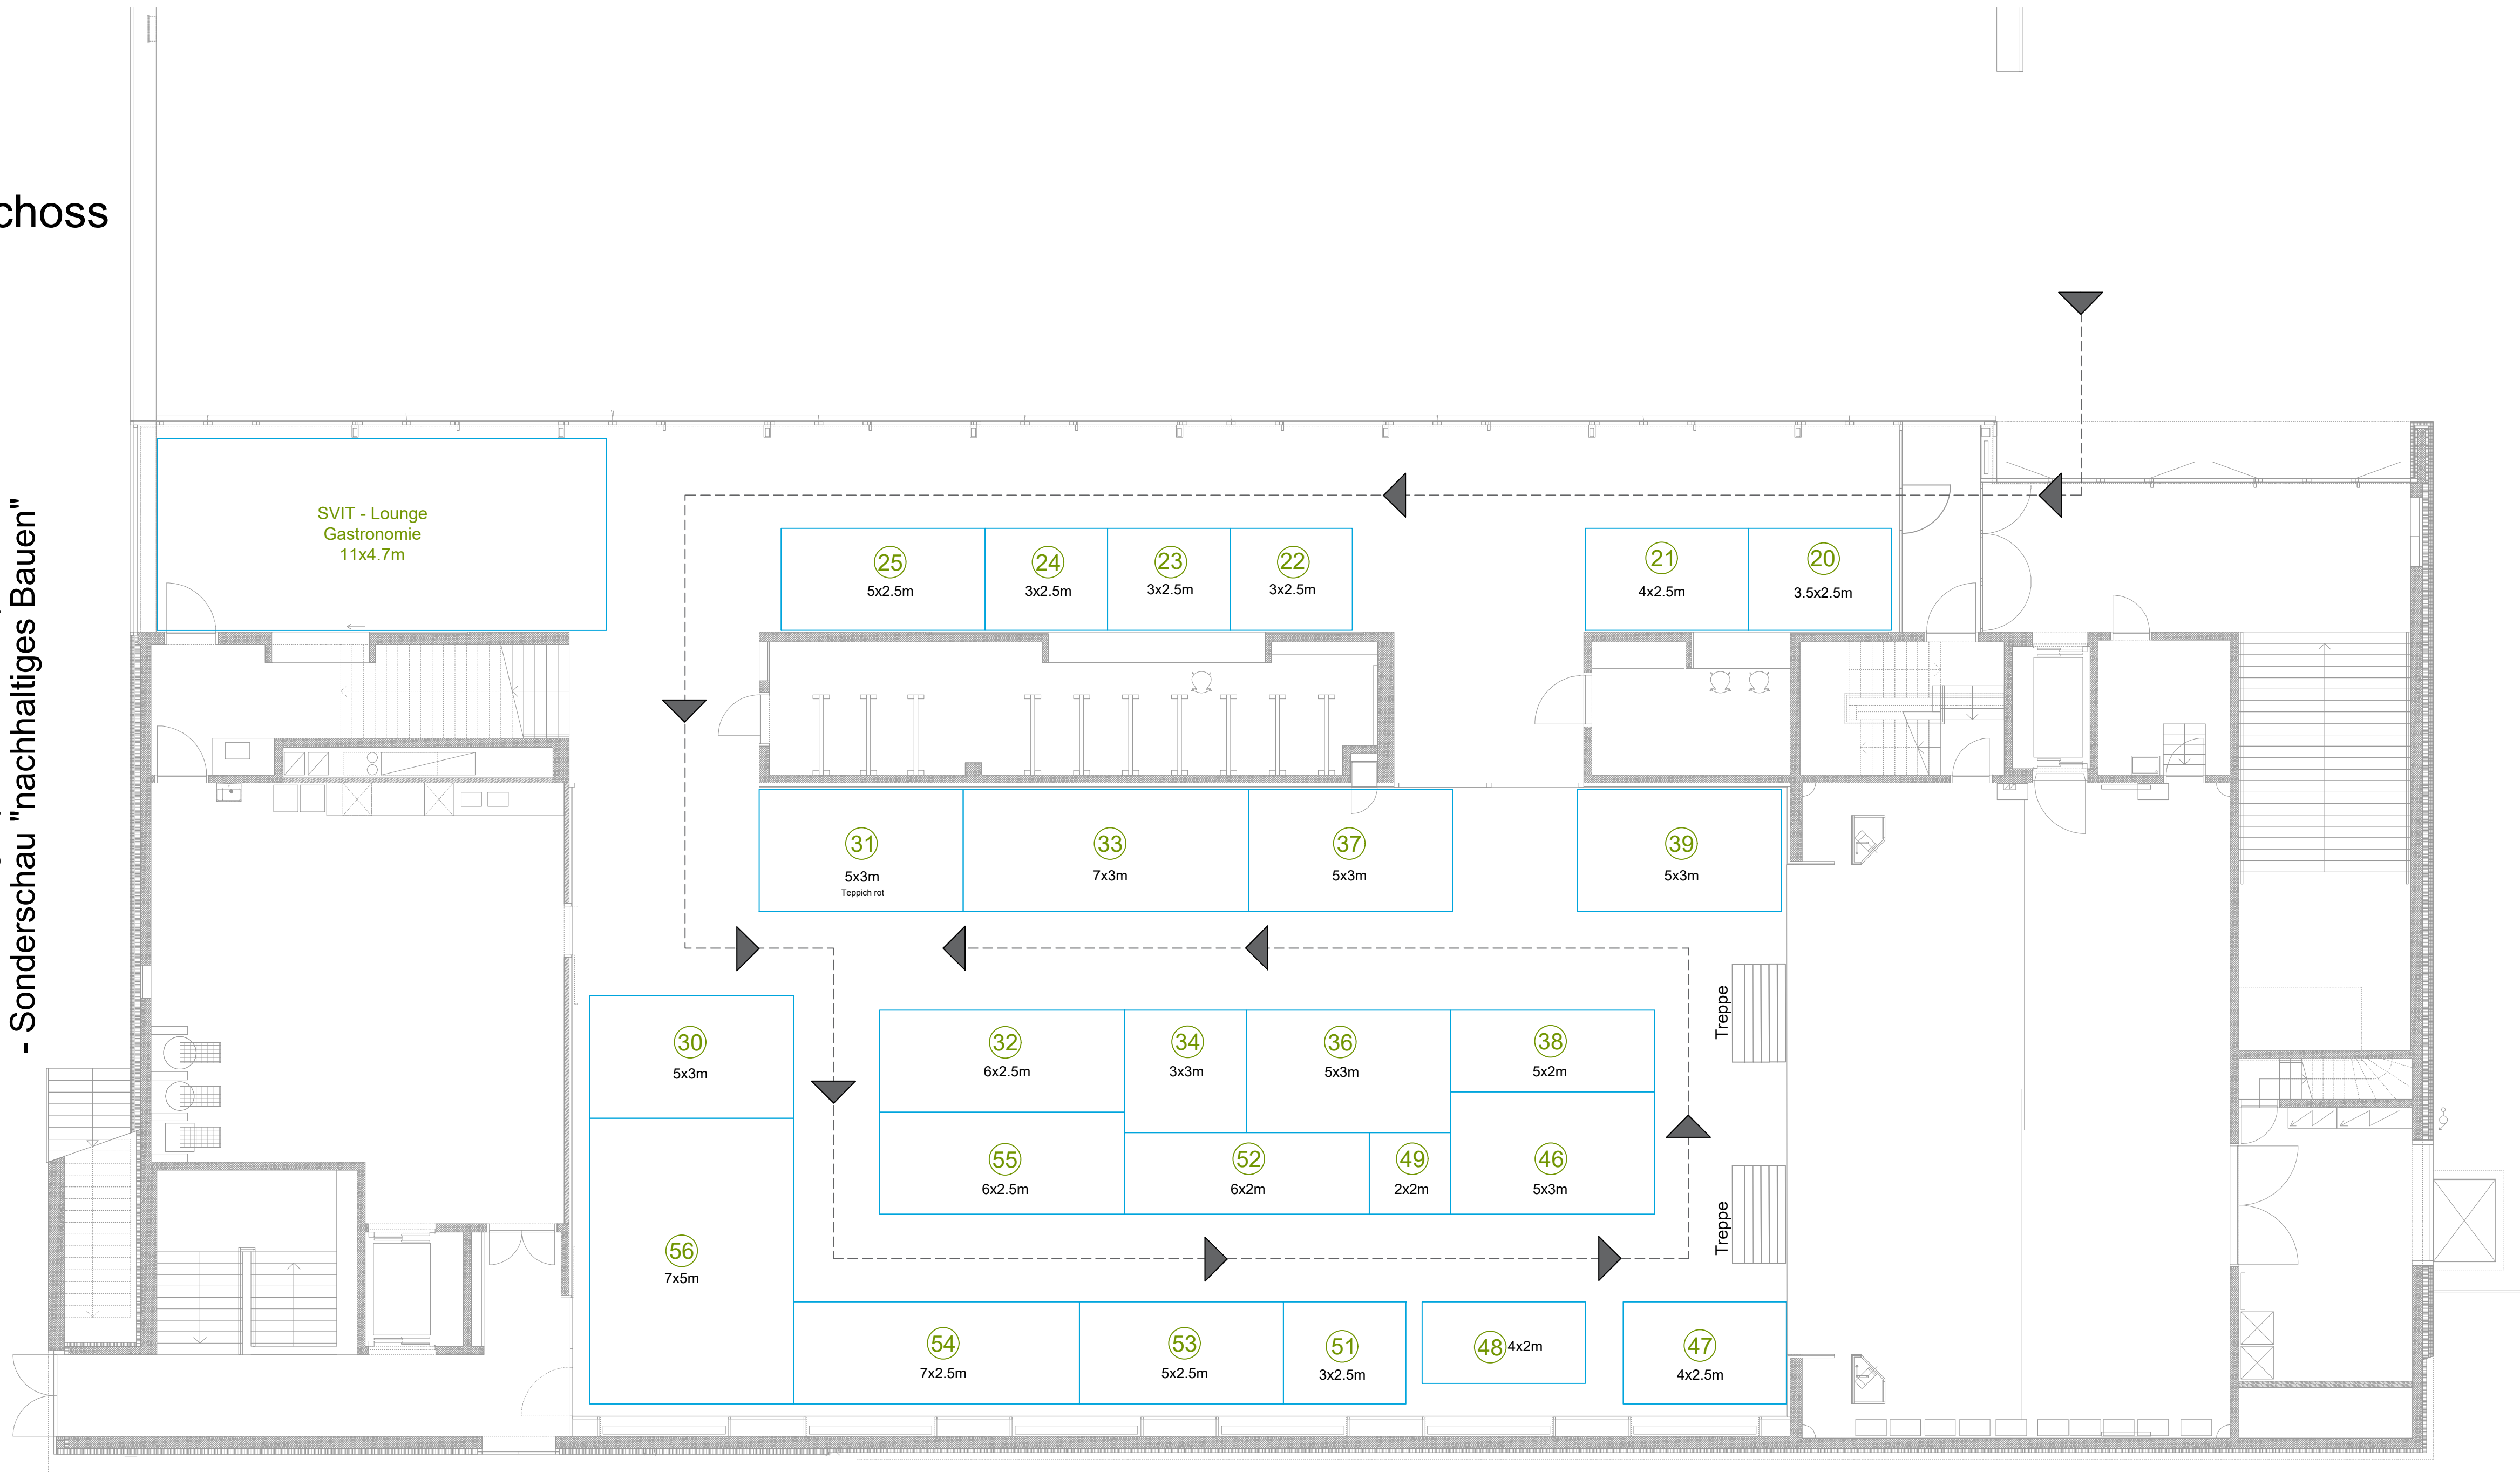 choss
- Sonderschau "nachhaltiges Bauen"
SVIT - Lounge
Gastronomie
11x4.7m
25
5x2.5m
24
3x2.5m
23
3x2.5m
22
3x2.5m
21
4x2.5m
20
3.5x2.5m
31
5x3m
Teppich rot
33
7x3m
37
5x3m
39
5x3m
30
5x3m
32
6x2.5m
34
3x3m
36
5x3m
38
5x2m
Treppe
55
6x2.5m
52
6x2m
49
2x2m
46
5x3m
Treppe
56
7x5m
54
7x2.5m
53
5x2.5m
51
3x2.5m
48 4x2m
47
4x2.5m